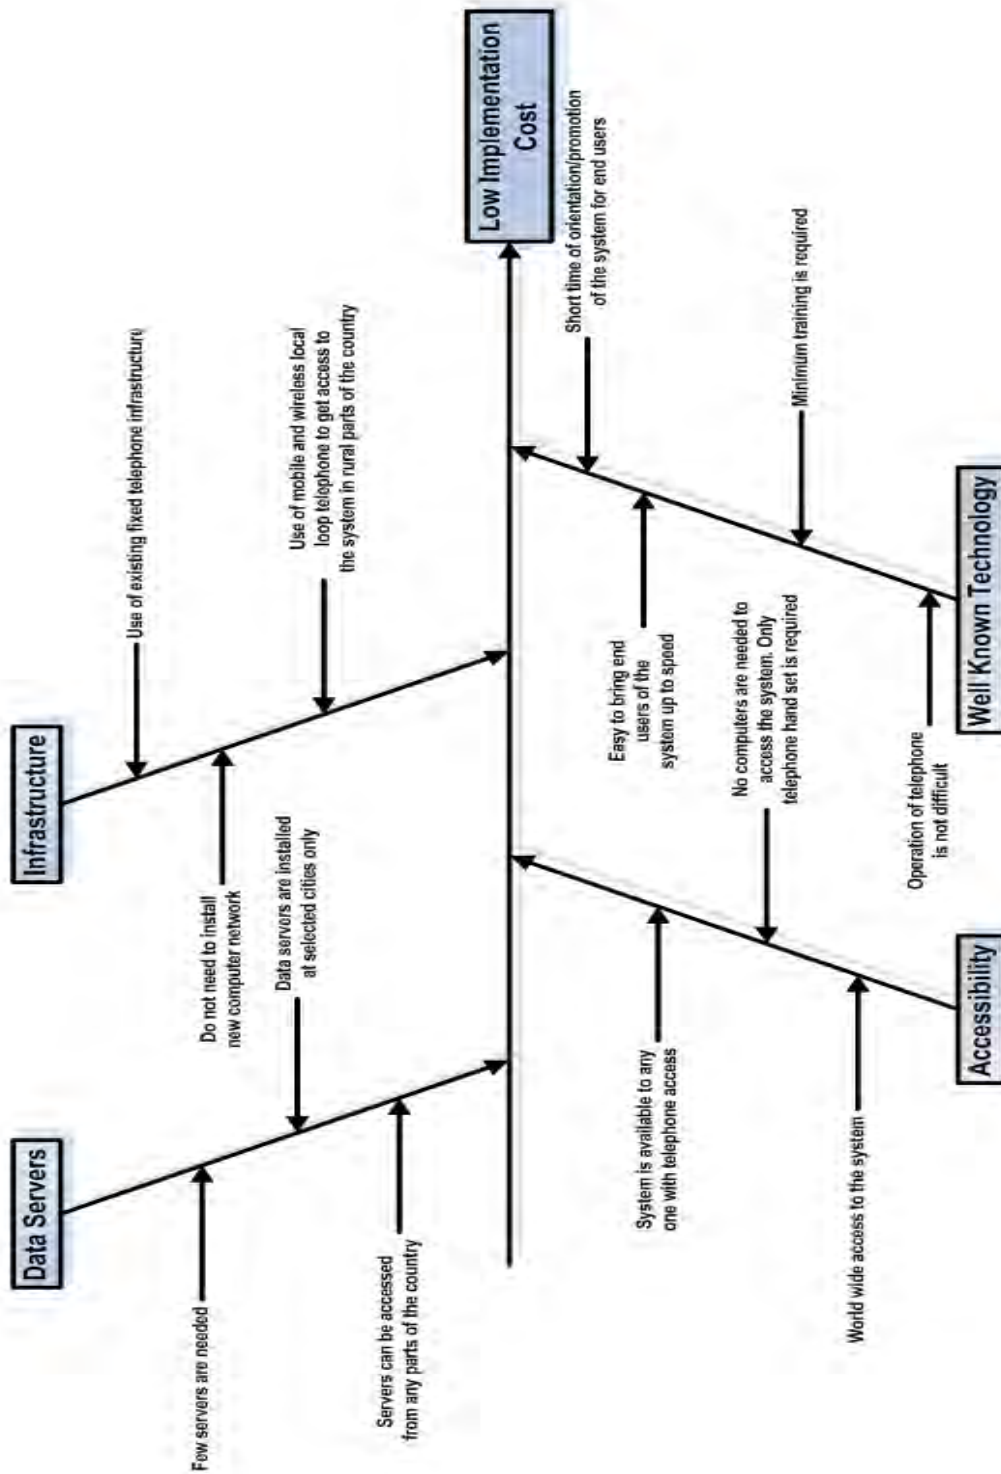 Data Servers
Few servers are needed
Data servers are installed
at selected cities only
Servers can be accessed
from any parts of the country
Infrastructure
Use of existing fixed telephone infrastructure
Do not need to install
new computer network
Use of mobile and wireless local
loop telephone to get access to
the system in rural parts of the country
Low Implementation
Cost
System is available to any
one with telephone access
No computers are needed to
access the system. Only
telephone hand set is required
World wide access to the system
Accessibility
Short time of orientation/promotion
of the system for end users
Easy to bring end
users of the
system up to speed
Minimum training is required
Operation of telephone
is not difficult
Well Known Technology